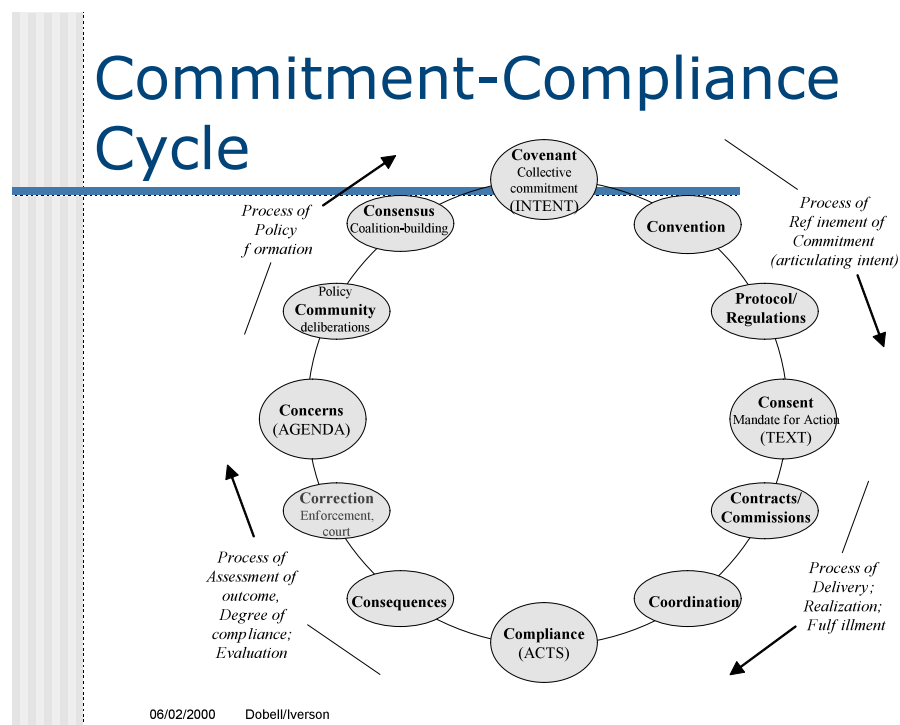 Commitment-Compliance
Cycle
Covenant
Collective
commitment
(INTENT)
Convention
Process of
Ref inement of
Commitment
(articulating intent)
Protocol/
Regulations
Consent
Mandate for Action
(TEXT)
Contracts/
Commissions
Process of
Delivery;
Realization;
Fulf illment
Coordination
Compliance
(ACTS)
Consequences
Process of
Assessment of
outcome,
Degree of
compliance;
Evaluation
Correction
Enforcement,
court
Concerns
(AGENDA)
Policy
Community
deliberations
Process of
Policy
f ormation
Consensus
Coalition-building
06/02/2000 Dobell/Iverson